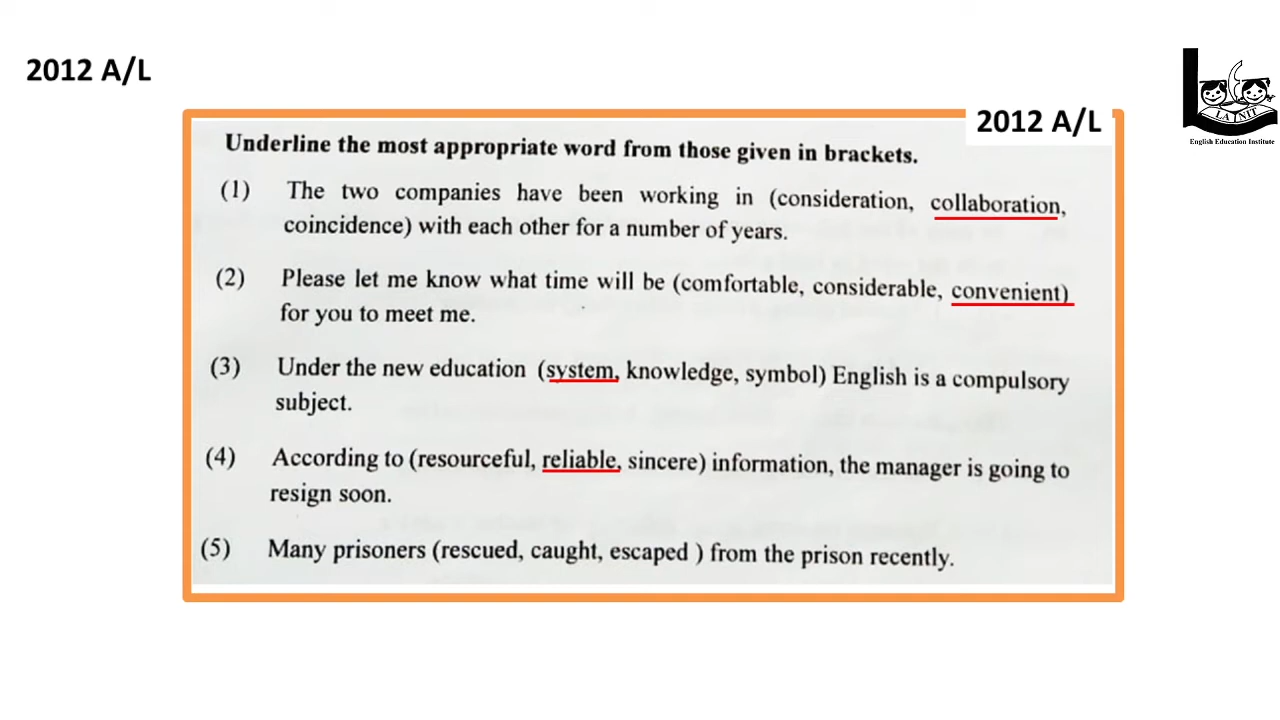 2012 A/L
2012 A/L
LA NIT
English Education Institute
Underline the most appropriate word from those given in brackets.
(1) The two companies have been working in (consideration, collaboration,
coincidence) with each other for a number of years.
(2) Please let me know what time will be (comfortable, considerable, convenient)
for you to meet me.
(3) Under the new education (system, knowledge, symbol) English is a compulsory
subject.
(4) According to (resourceful, reliable, sincere) information, the manager is going to
resign soon.
(5) Many prisoners (rescued, caught, escaped ) from the prison recently.